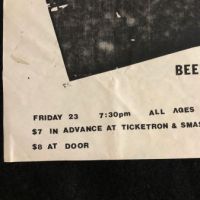 BEE
FRIDAY 23 7:30pm ALL AGES
$7 IN ADVANCE AT TICKETRON & SMAS
$8 AT DOOR